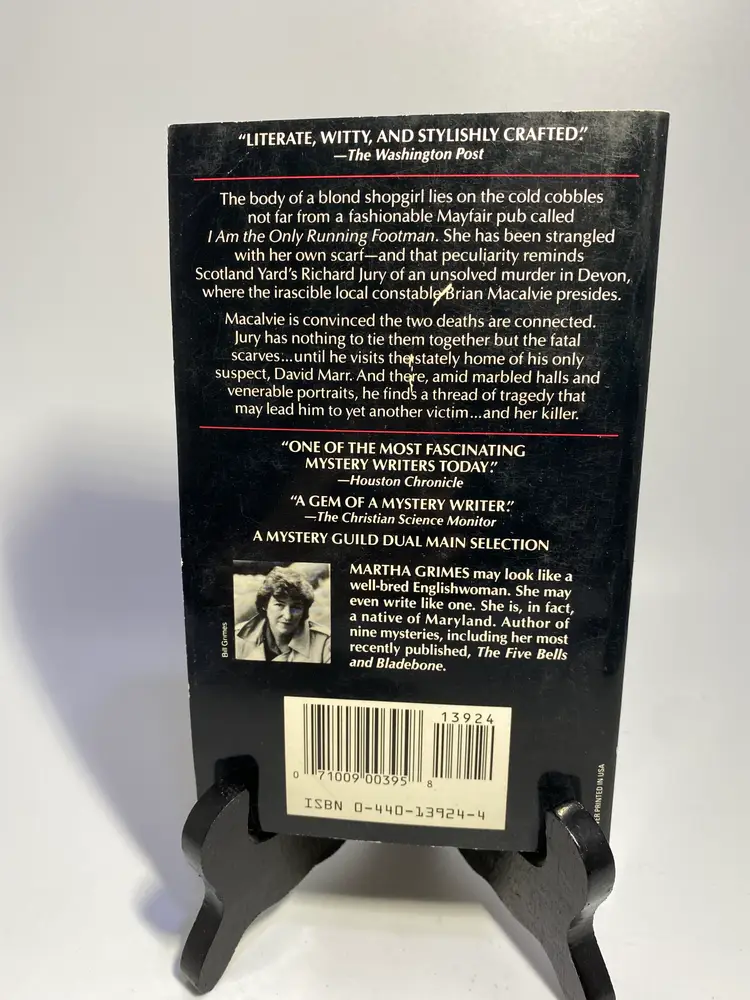 “LITERATE, WITTY, AND STYLISHLY CRAFTED.”
—The Washington Post
The body of a blond shopgirl lies on the cold cobbles
not far from a fashionable Mayfair pub called
I Am the Only Running Footman. She has been strangled
with her own scarf—and that peculiarity reminds
Scotland Yard’s Richard Jury of an unsolved murder in Devon,
where the irascible local constable Brian Macalvie presides.
Macalvie is convinced the two deaths are connected.
Jury has nothing to tie them together but the fatal
scarves...until he visits the stately home of his only
suspect, David Marr. And there, amid marbled halls and
venerable portraits, he finds a thread of tragedy that
may lead him to yet another victim...and her killer.
“ONE OF THE MOST FASCINATING
MYSTERY WRITERS TODAY.”
—Houston Chronicle
“A GEM OF A MYSTERY WRITER.”
—The Christian Science Monitor
A MYSTERY GUILD DUAL MAIN SELECTION
Bill Grimes
MARTHA GRIMES may look like a
well-bred Englishwoman. She may
even write like one. She is, in fact,
a native of Maryland. Author of
nine mysteries, including her most
recently published, The Five Bells
and Bladebone.
13924
0 71009 00395 8
ISBN 0-440-13924-4
PRINTED IN USA